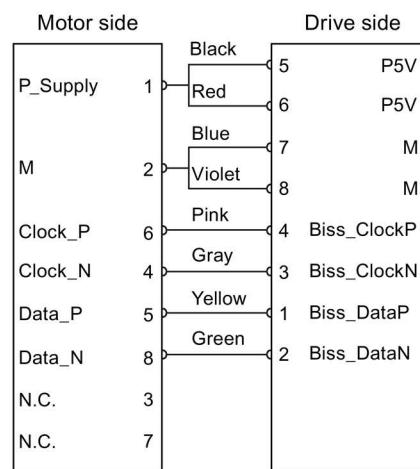 Motor side Drive side
Black
5 P5V
P_Supply 1
Red
6 P5V
Blue
7 M
M 2
Violet
8 M
Pink
Clock_P 6 4 Biss_ClockP
Gray
Clock_N 4 3 Biss_ClockN
Yellow
Data_P 5 1 Biss_DataP
Green
Data_N 8 2 Biss_DataN
N.C. 3
N.C. 7